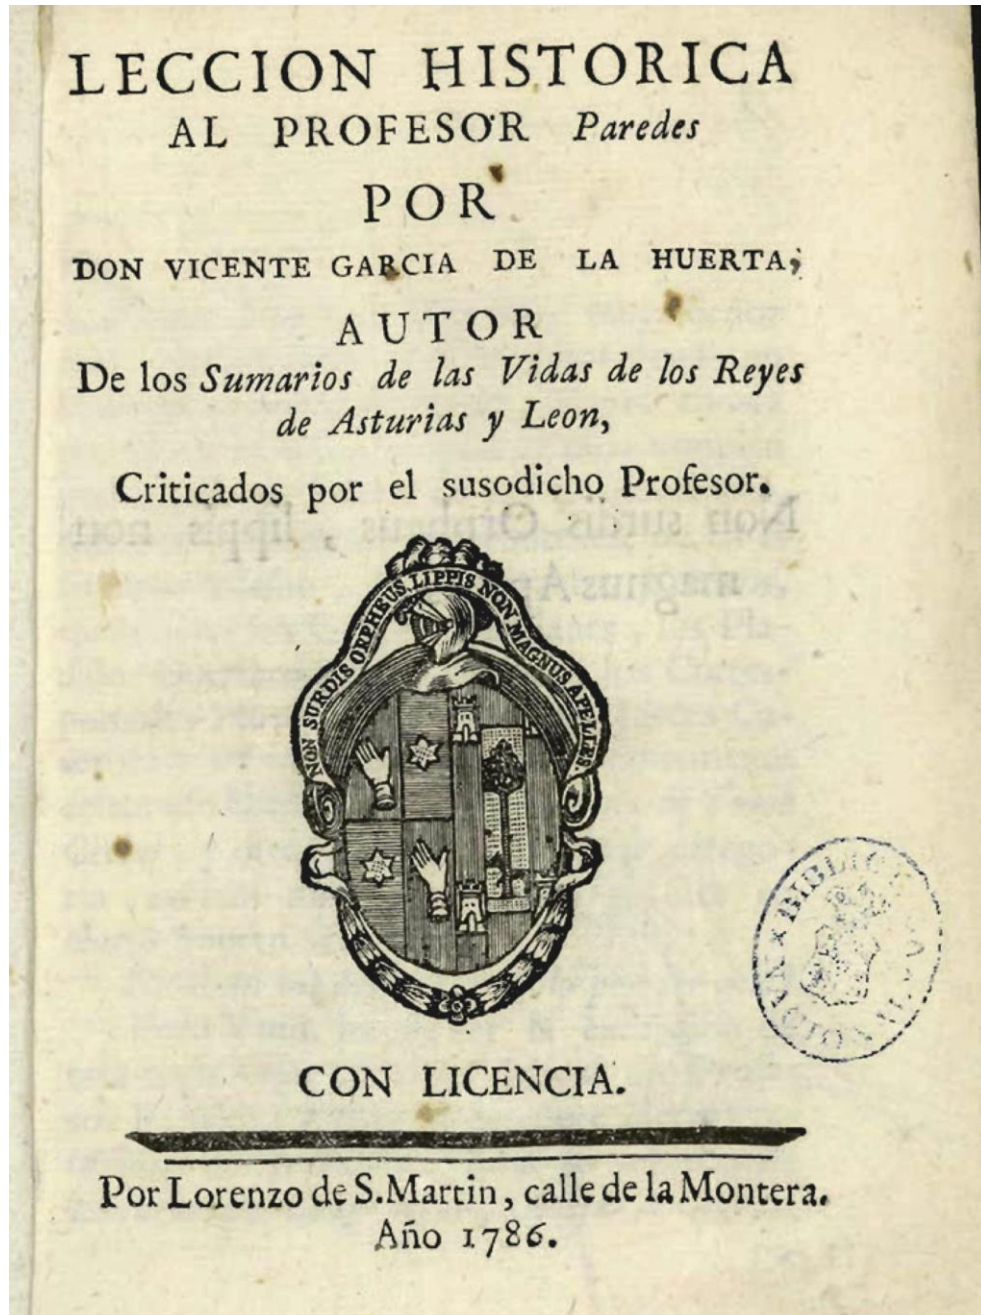 LECCION HISTORICA
AL PROFESOR Paredes
POR
DON VICENTE GARCIA DE LA HUERTA,
AUTOR
De los Sumarios de las Vidas de los Reyes
de Asturias y Leon,
Criticados por el susodicho Profesor.
NON SURDIS ORPHEUS, LIPPIS NON MAGNUS APELLES
CON LICENCIA.
Por Lorenzo de S. Martin, calle de la Montera.
Año 1786.
BIBLIOTECA NACIONAL